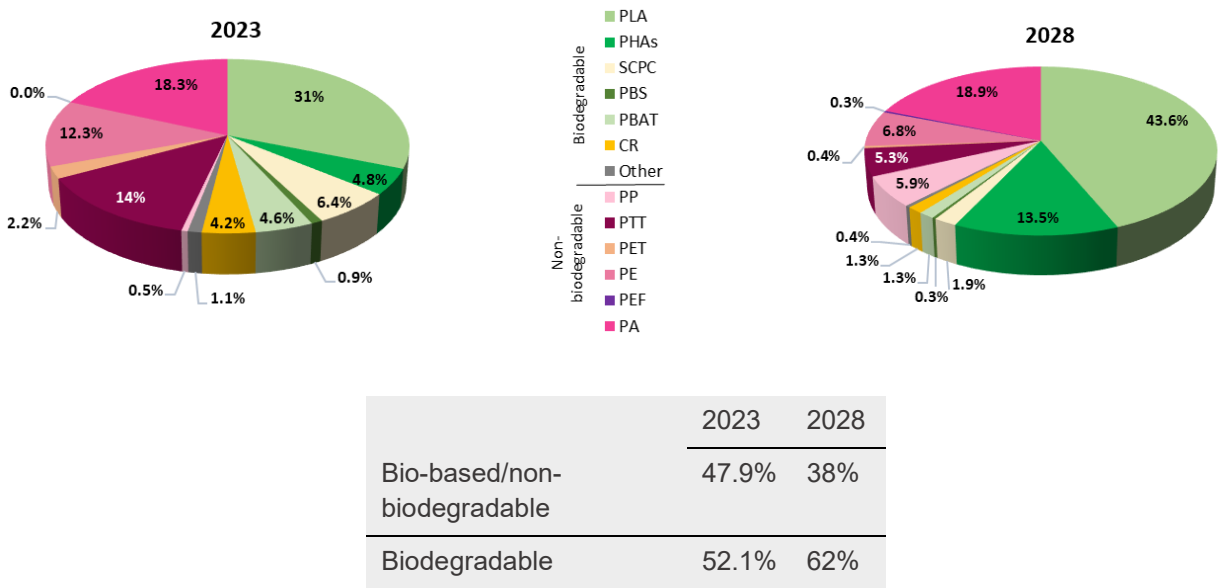 2023
18.3%
31%
0.0%
12.3%
4.8%
14%
6.4%
2.2%
4.2%
4.6%
0.9%
0.5%
1.1%
Biodegradable
Non-
biodegradable
PLA
PHAs
SCPC
PBS
PBAT
CR
Other
PP
PTT
PET
PE
PEF
PA
2028
18.9%
43.6%
0.3%
6.8%
0.4%
5.3%
5.9%
13.5%
0.4%
1.3%
1.3%
0.3%
1.9%
2023 2028
Bio-based/non- 47.9% 38%
biodegradable
Biodegradable 52.1% 62%